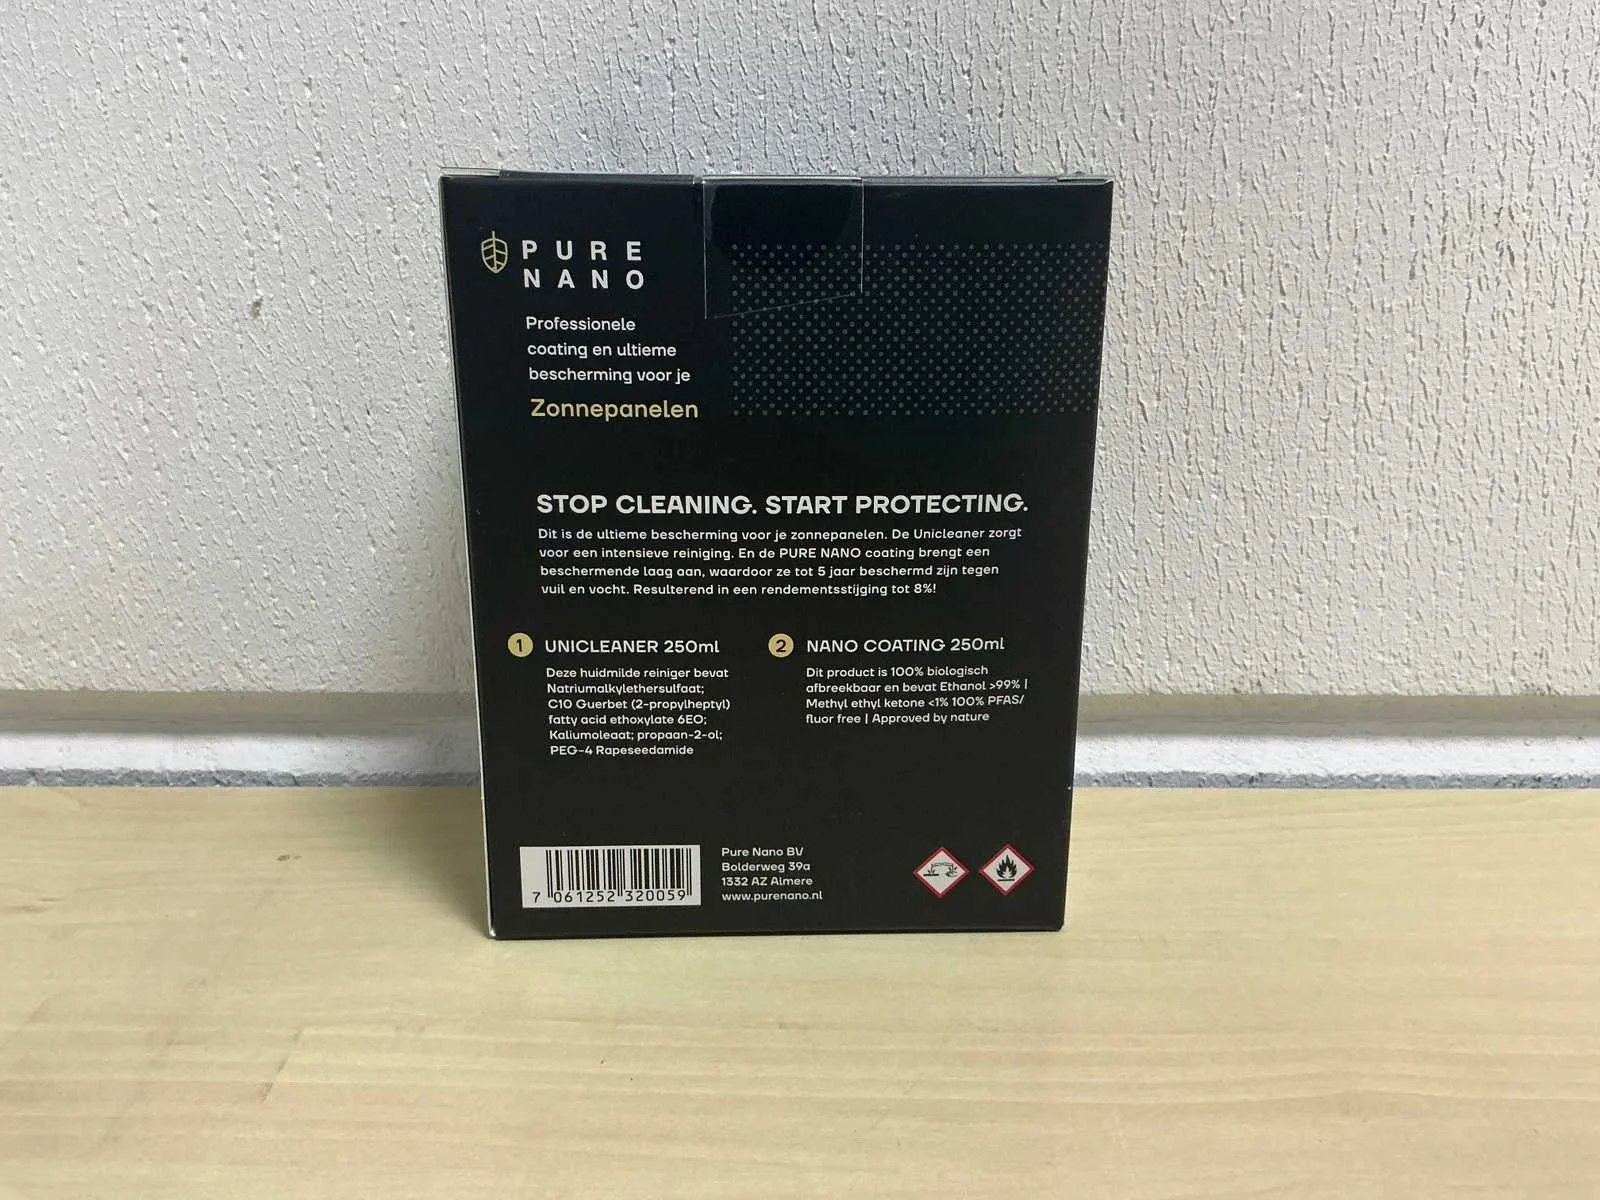 PURE
NANO
Professionele
coating en ultieme
bescherming voor je
Zonnepanelen
STOP CLEANING. START PROTECTING.
Dit is de ultieme bescherming voor je zonnepanelen. De Unicleaner zorgt
voor een intensieve reiniging. En de PURE NANO coating brengt een
beschermende laag aan, waardoor ze tot 5 jaar beschermd zijn tegen
vuil en vocht. Resulterend in een rendementsstijging tot 8%!
1 UNICLEANER 250ml
Deze huidmilde reiniger bevat
Natriumalkylethersulfaat;
C10 Guerbet (2-propylheptyl)
fatty acid ethoxylate 6EO;
Kaliumoleaat; propaan-2-ol;
PEG-4 Rapeseedamide
2 NANO COATING 250ml
Dit product is 100% biologisch
afbreekbaar en bevat Ethanol >99% |
Methyl ethyl ketone <1% 100% PFAS/
fluor free | Approved by nature
7 061252 320059
Pure Nano BV
Bolderweg 39a
1332 AZ Almere
www.purenano.nl